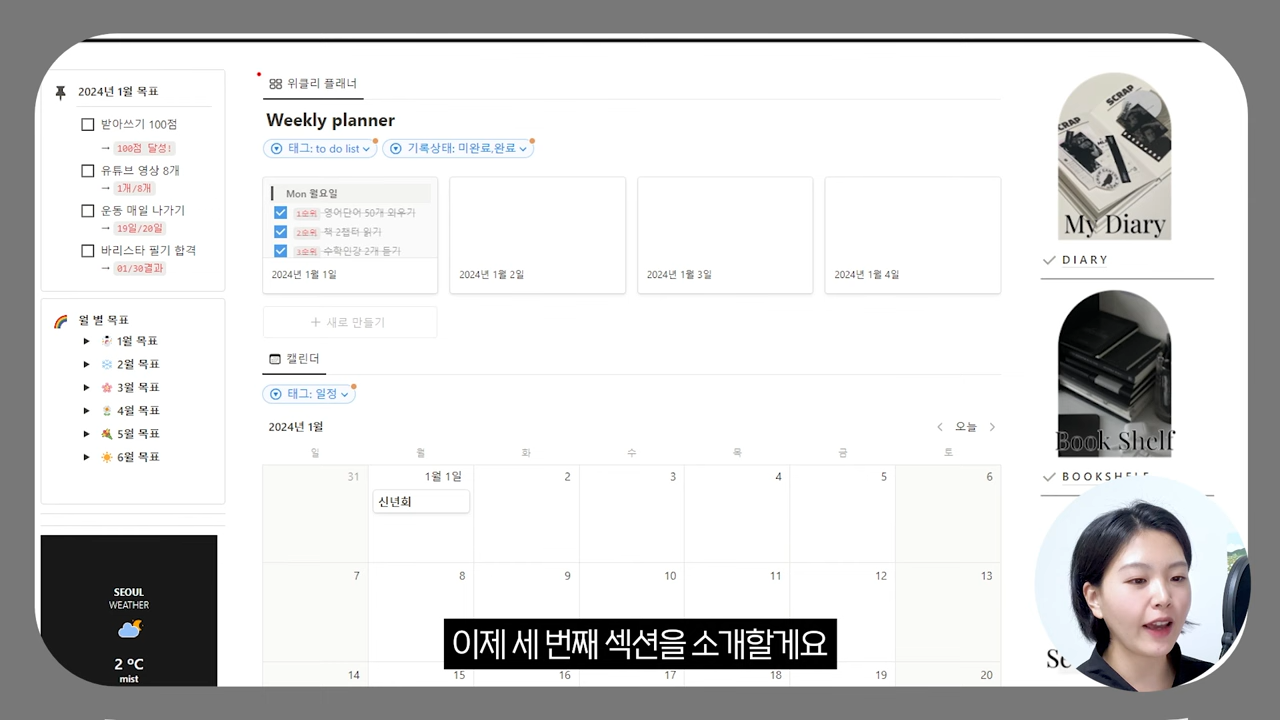 2024년 1월 목표
받아쓰기 100점
→ 100점 달성!
유튜브 영상 8개
→ 1개/8개
운동 매일 나가기
→ 19일/20일
바리스타 필기 합격
→ 01/30결과
월 별 목표
1월 목표
2월 목표
3월 목표
4월 목표
5월 목표
6월 목표
SEOUL
WEATHER
2 ºC
mist
위클리 플래너
Weekly planner
태그: to do list
기록상태: 미완료,완료
Mon 월요일
1순위 영어단어 50개 외우기
2순위 책 2챕터 읽기
3순위 수학인강 2개 듣기
2024년 1월 1일
2024년 1월 2일
2024년 1월 3일
2024년 1월 4일
+ 새로 만들기
캘린더
태그: 일정
2024년 1월
오늘
일 월 화 수 목 금 토
31 1월 1일 2 3 4 5 6
신년회
7 8 9 10 11 12 13
14 15 16 17 18 19 20
SCRAP
My Diary
DIARY
Book Shelf
BOOKSHELF
이제 세 번째 섹션을 소개할게요